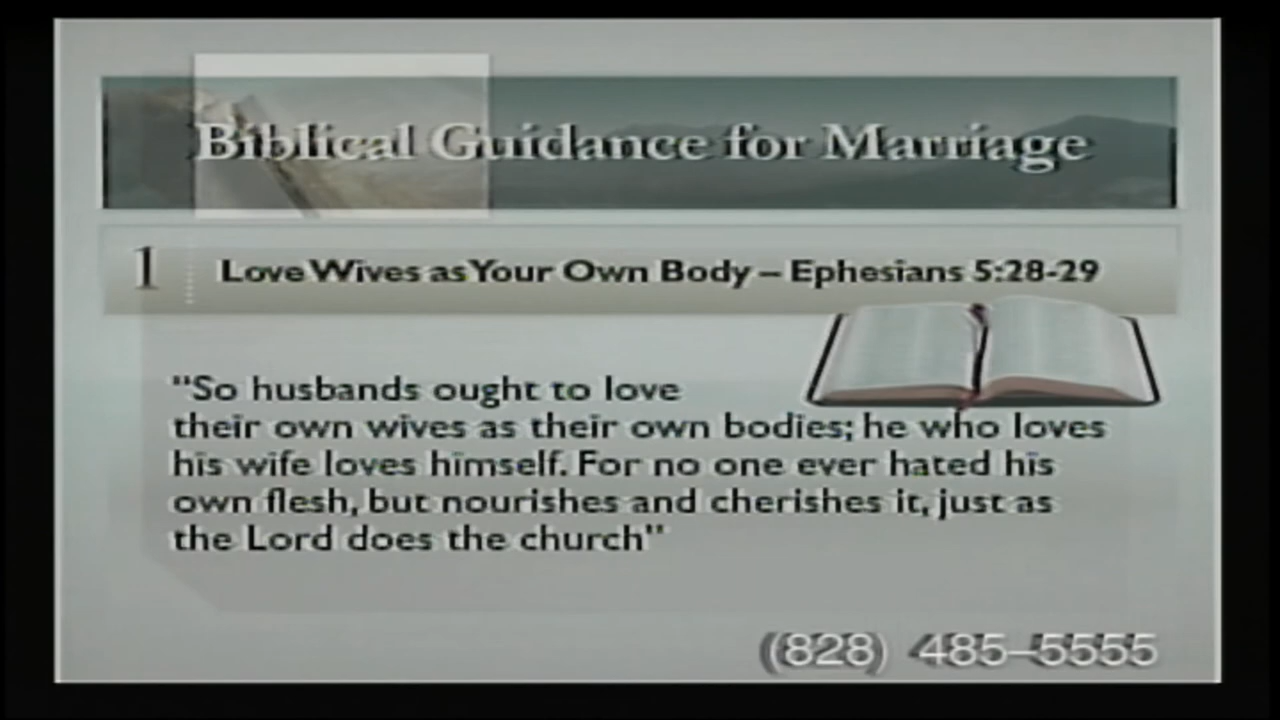 Biblical Guidance for Marriage
1 Love Wives as Your Own Body – Ephesians 5:28-29
"So husbands ought to love
their own wives as their own bodies; he who loves
his wife loves himself. For no one ever hated his
own flesh, but nourishes and cherishes it, just as
the Lord does the church"
(828) 485–5555